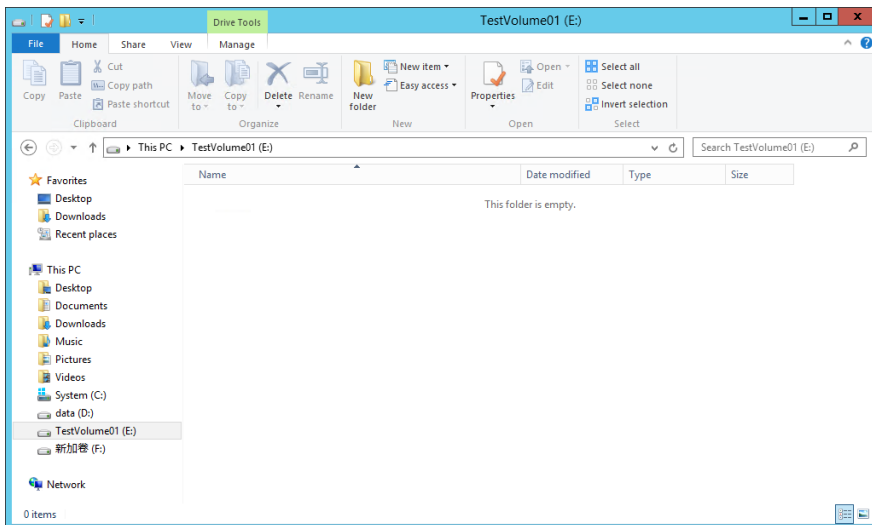 Drive Tools
TestVolume01 (E:)
File Home Share View Manage
Copy
Paste
Cut
Copy path
Paste shortcut
Clipboard
Move to
Copy to
Delete
Rename
Organize
New folder
New item
Easy access
New
Properties
Open
Edit
Open
Select all
Select none
Invert selection
Select
This PC TestVolume01 (E:)
Search TestVolume01 (E:)
Name Date modified Type Size
This folder is empty.
Favorites
Desktop
Downloads
Recent places
This PC
Desktop
Documents
Downloads
Music
Pictures
Videos
System (C:)
data (D:)
TestVolume01 (E:)
新加卷 (F:)
Network
0 items